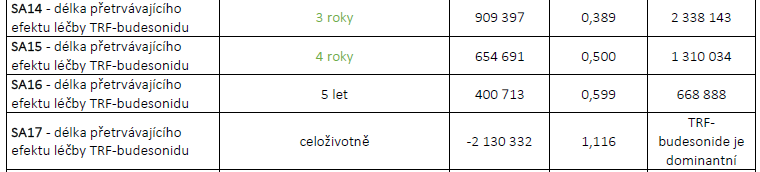 SA14 - délka přetrvávajícího
efektu léčby TRF-budesonidu
3 roky
909 397
0,389
2 338 143
SA15 - délka přetrvávajícího
efektu léčby TRF-budesonidu
4 roky
654 691
0,500
1 310 034
SA16 - délka přetrvávajícího
efektu léčby TRF-budesonidu
5 let
400 713
0,599
668 888
SA17 - délka přetrvávajícího
efektu léčby TRF-budesonidu
celoživotně
-2 130 332
1,116
TRF-
budesonide je
dominantní